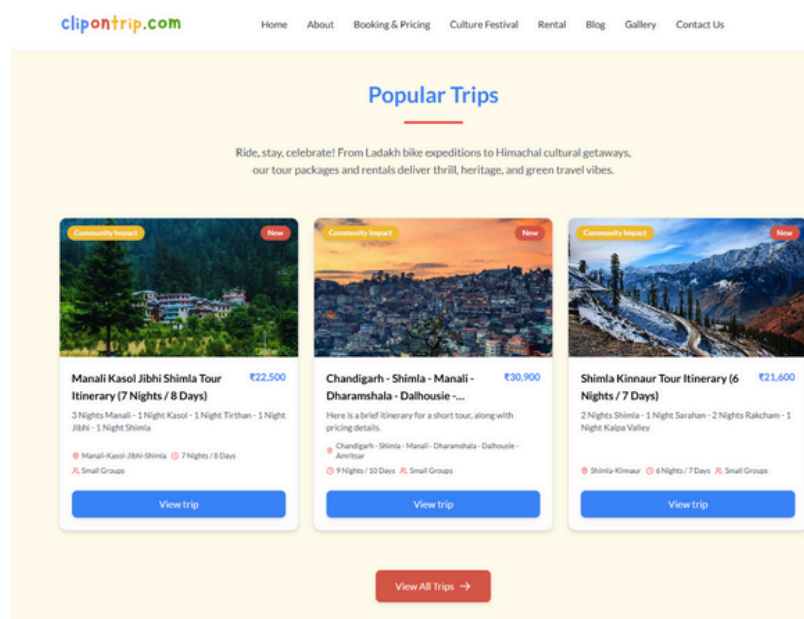 clipontrip.com
Home About Booking & Pricing Culture Festival Rental Blog Gallery Contact Us
Popular Trips
Ride, stay, celebrate! From Ladakh bike expeditions to Himachal cultural getaways,
our tour packages and rentals deliver thrill, heritage, and green travel vibes.
Community Impact New
Manali Kasol Jibhi Shimla Tour ₹22,500
Itinerary (7 Nights / 8 Days)
3 Nights Manali - 1 Night Kasol - 1 Night Tirthan - 1 Night
Jibhi - 1 Night Shimla
Manali-Kasol-Jibhi-Shimla 7 Nights / 8 Days
Small Groups
View trip
Community Impact New
Chandigarh - Shimla - Manali - ₹30,900
Dharamshala - Dalhousie -...
Here is a brief itinerary for a short tour, along with
pricing details.
Chandigarh - Shimla - Manali - Dharamshala - Dalhousie -
Amritsar
9 Nights / 10 Days Small Groups
View trip
Community Impact New
Shimla Kinnaur Tour Itinerary (6 ₹21,600
Nights / 7 Days)
2 Nights Shimla - 1 Night Sarahan - 2 Nights Rakcham - 1
Night Kalpa Valley
Shimla-Kinnaur 6 Nights / 7 Days Small Groups
View trip
View All Trips →